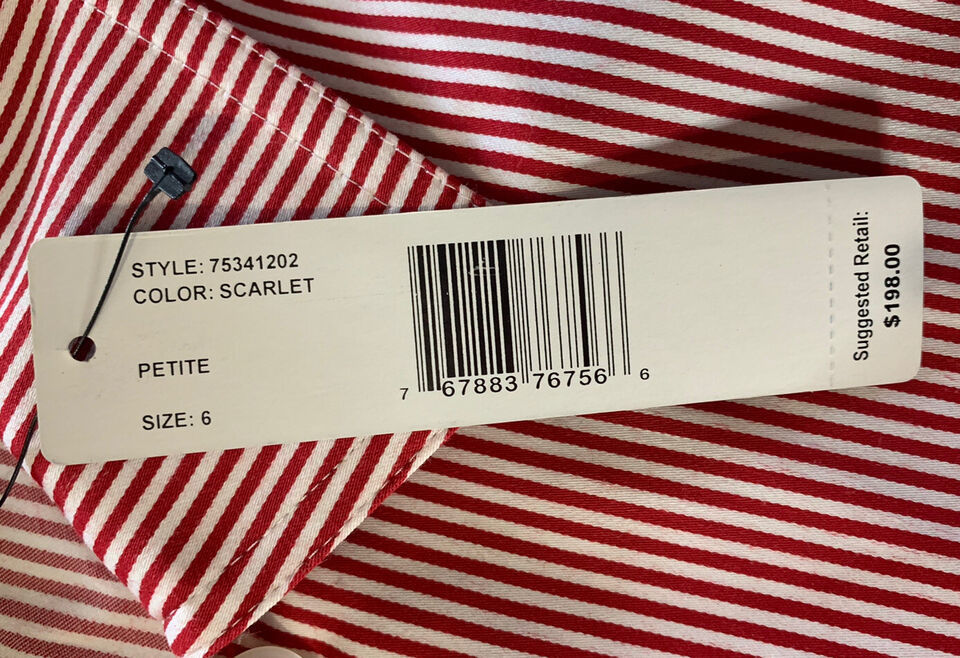 STYLE: 75341202
COLOR: SCARLET
PETITE
SIZE: 6
7 67883 76756 6
Suggested Retail:
$198.00